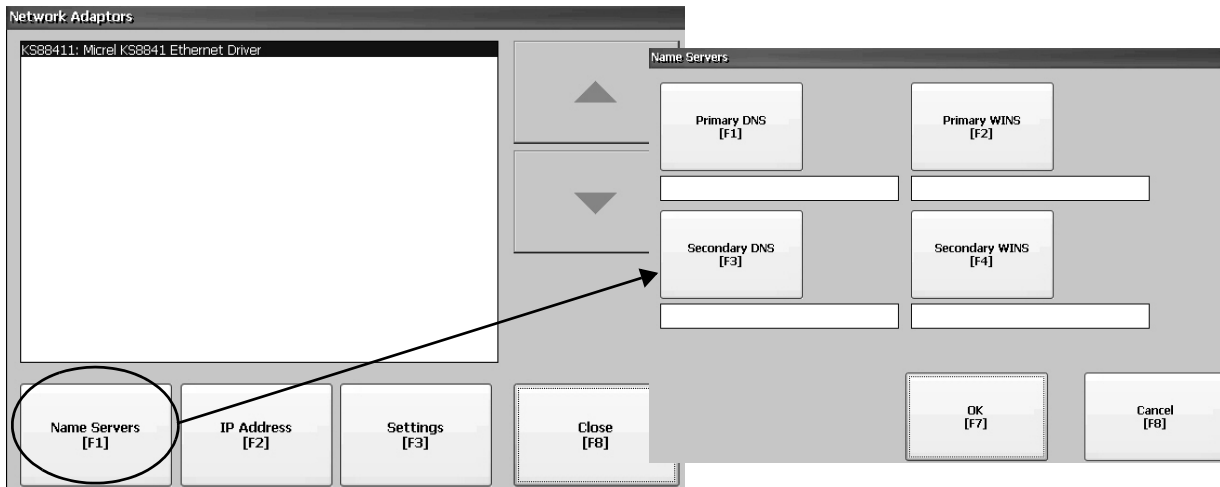 Network Adaptors
KS88411: Micrel KS8841 Ethernet Driver
Name Servers
[F1]
IP Address
[F2]
Settings
[F3]
Close
[F8]
Name Servers
Primary DNS
[F1]
Primary WINS
[F2]
Secondary DNS
[F3]
Secondary WINS
[F4]
OK
[F7]
Cancel
[F8]